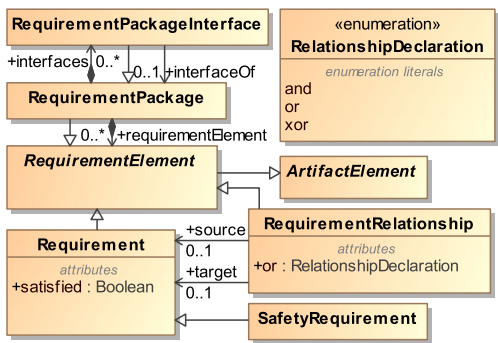 RequirementPackageInterface
+interfaces 0..* 0..1 +interfaceOf
RequirementPackage
0..* +requirementElement
RequirementElement
ArtifactElement
Requirement
attributes
+satisfied : Boolean
+source
0..1
+target
0..1
RequirementRelationship
attributes
+or : RelationshipDeclaration
SafetyRequirement
«enumeration»
RelationshipDeclaration
enumeration literals
and
or
xor